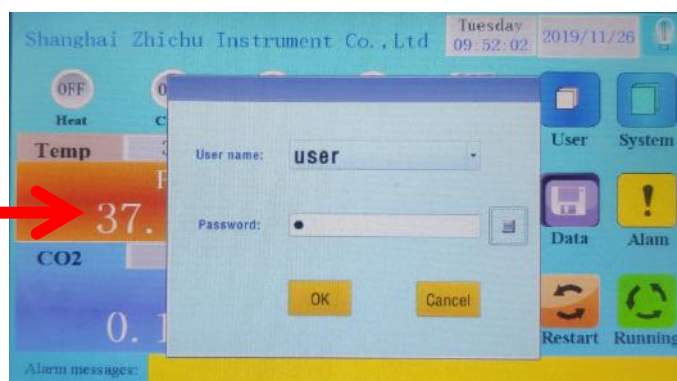 Shanghai Zhichu Instrument Co.,Ltd
Tuesday
09:52:02
2019/11/26
OFF
Heat
User
System
Temp
User name:
user
37.
Password:
Data
Alam
CO2
OK
Cancel
0.1
Restart
Running
Alarm messages: